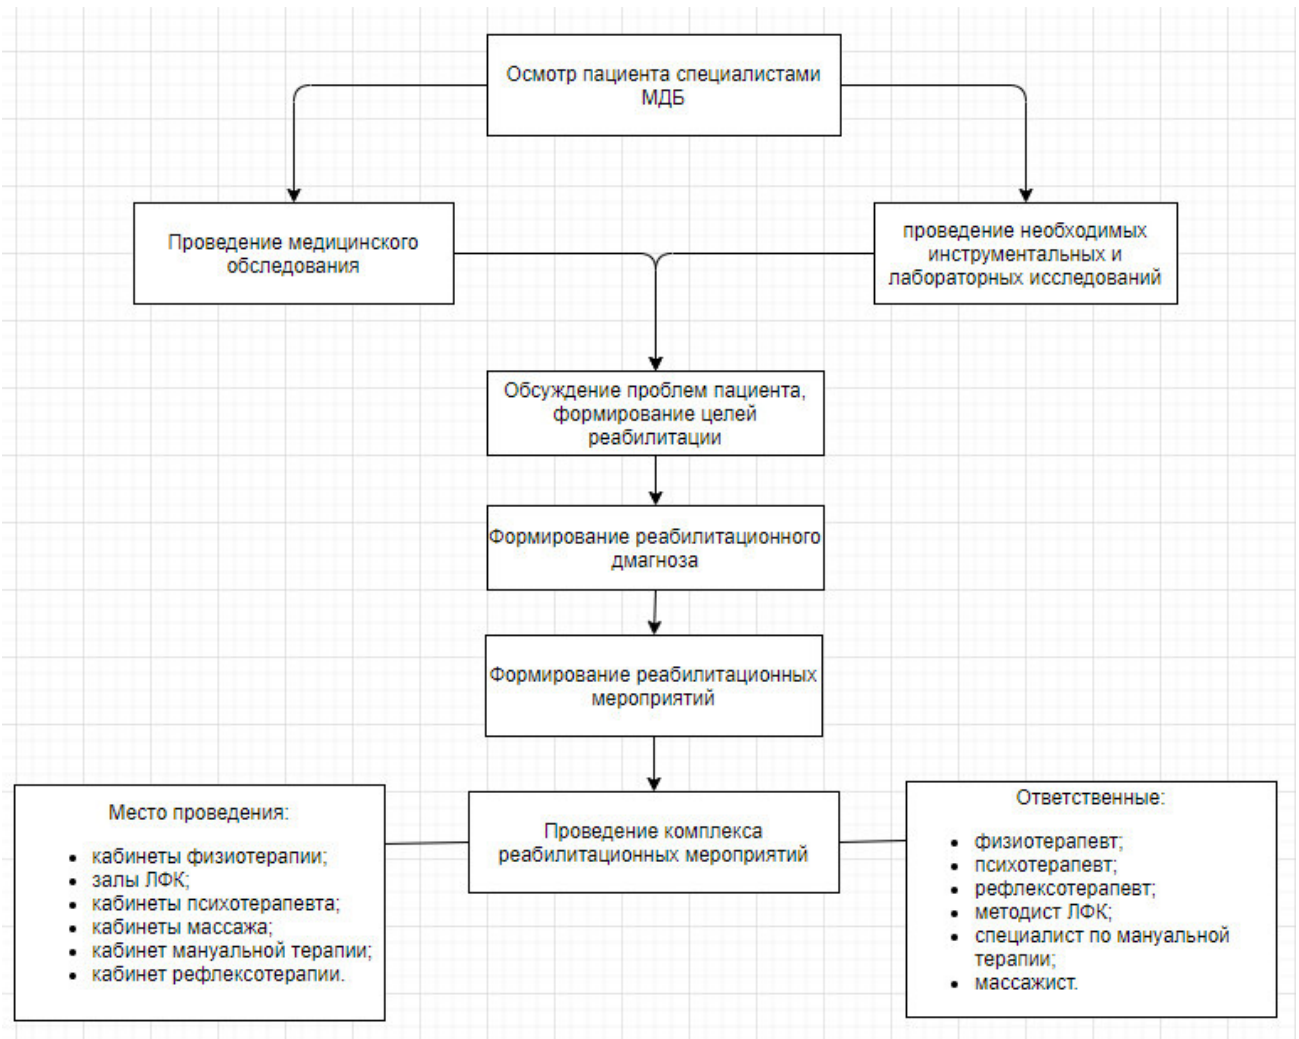 Осмотр пациента специалистами
МДБ
Проведение медицинского
обследования
проведение необходимых
инструментальных и
лабораторных исследований
Обсуждение проблем пациента,
формирование целей
реабилитации
Формирование реабилитационного
дмагноза
Формирование реабилитационных
мероприятий
Проведение комплекса
реабилитационных мероприятий
Место проведения:
• кабинеты физиотерапии;
• залы ЛФК;
• кабинеты психотерапевта;
• кабинеты массажа;
• кабинет мануальной терапии;
• кабинет рефлексотерапии.
Ответственные:
• физиотерапевт;
• психотерапевт;
• рефлексотерапевт;
• методист ЛФК;
• специалист по мануальной
терапии;
• массажист.